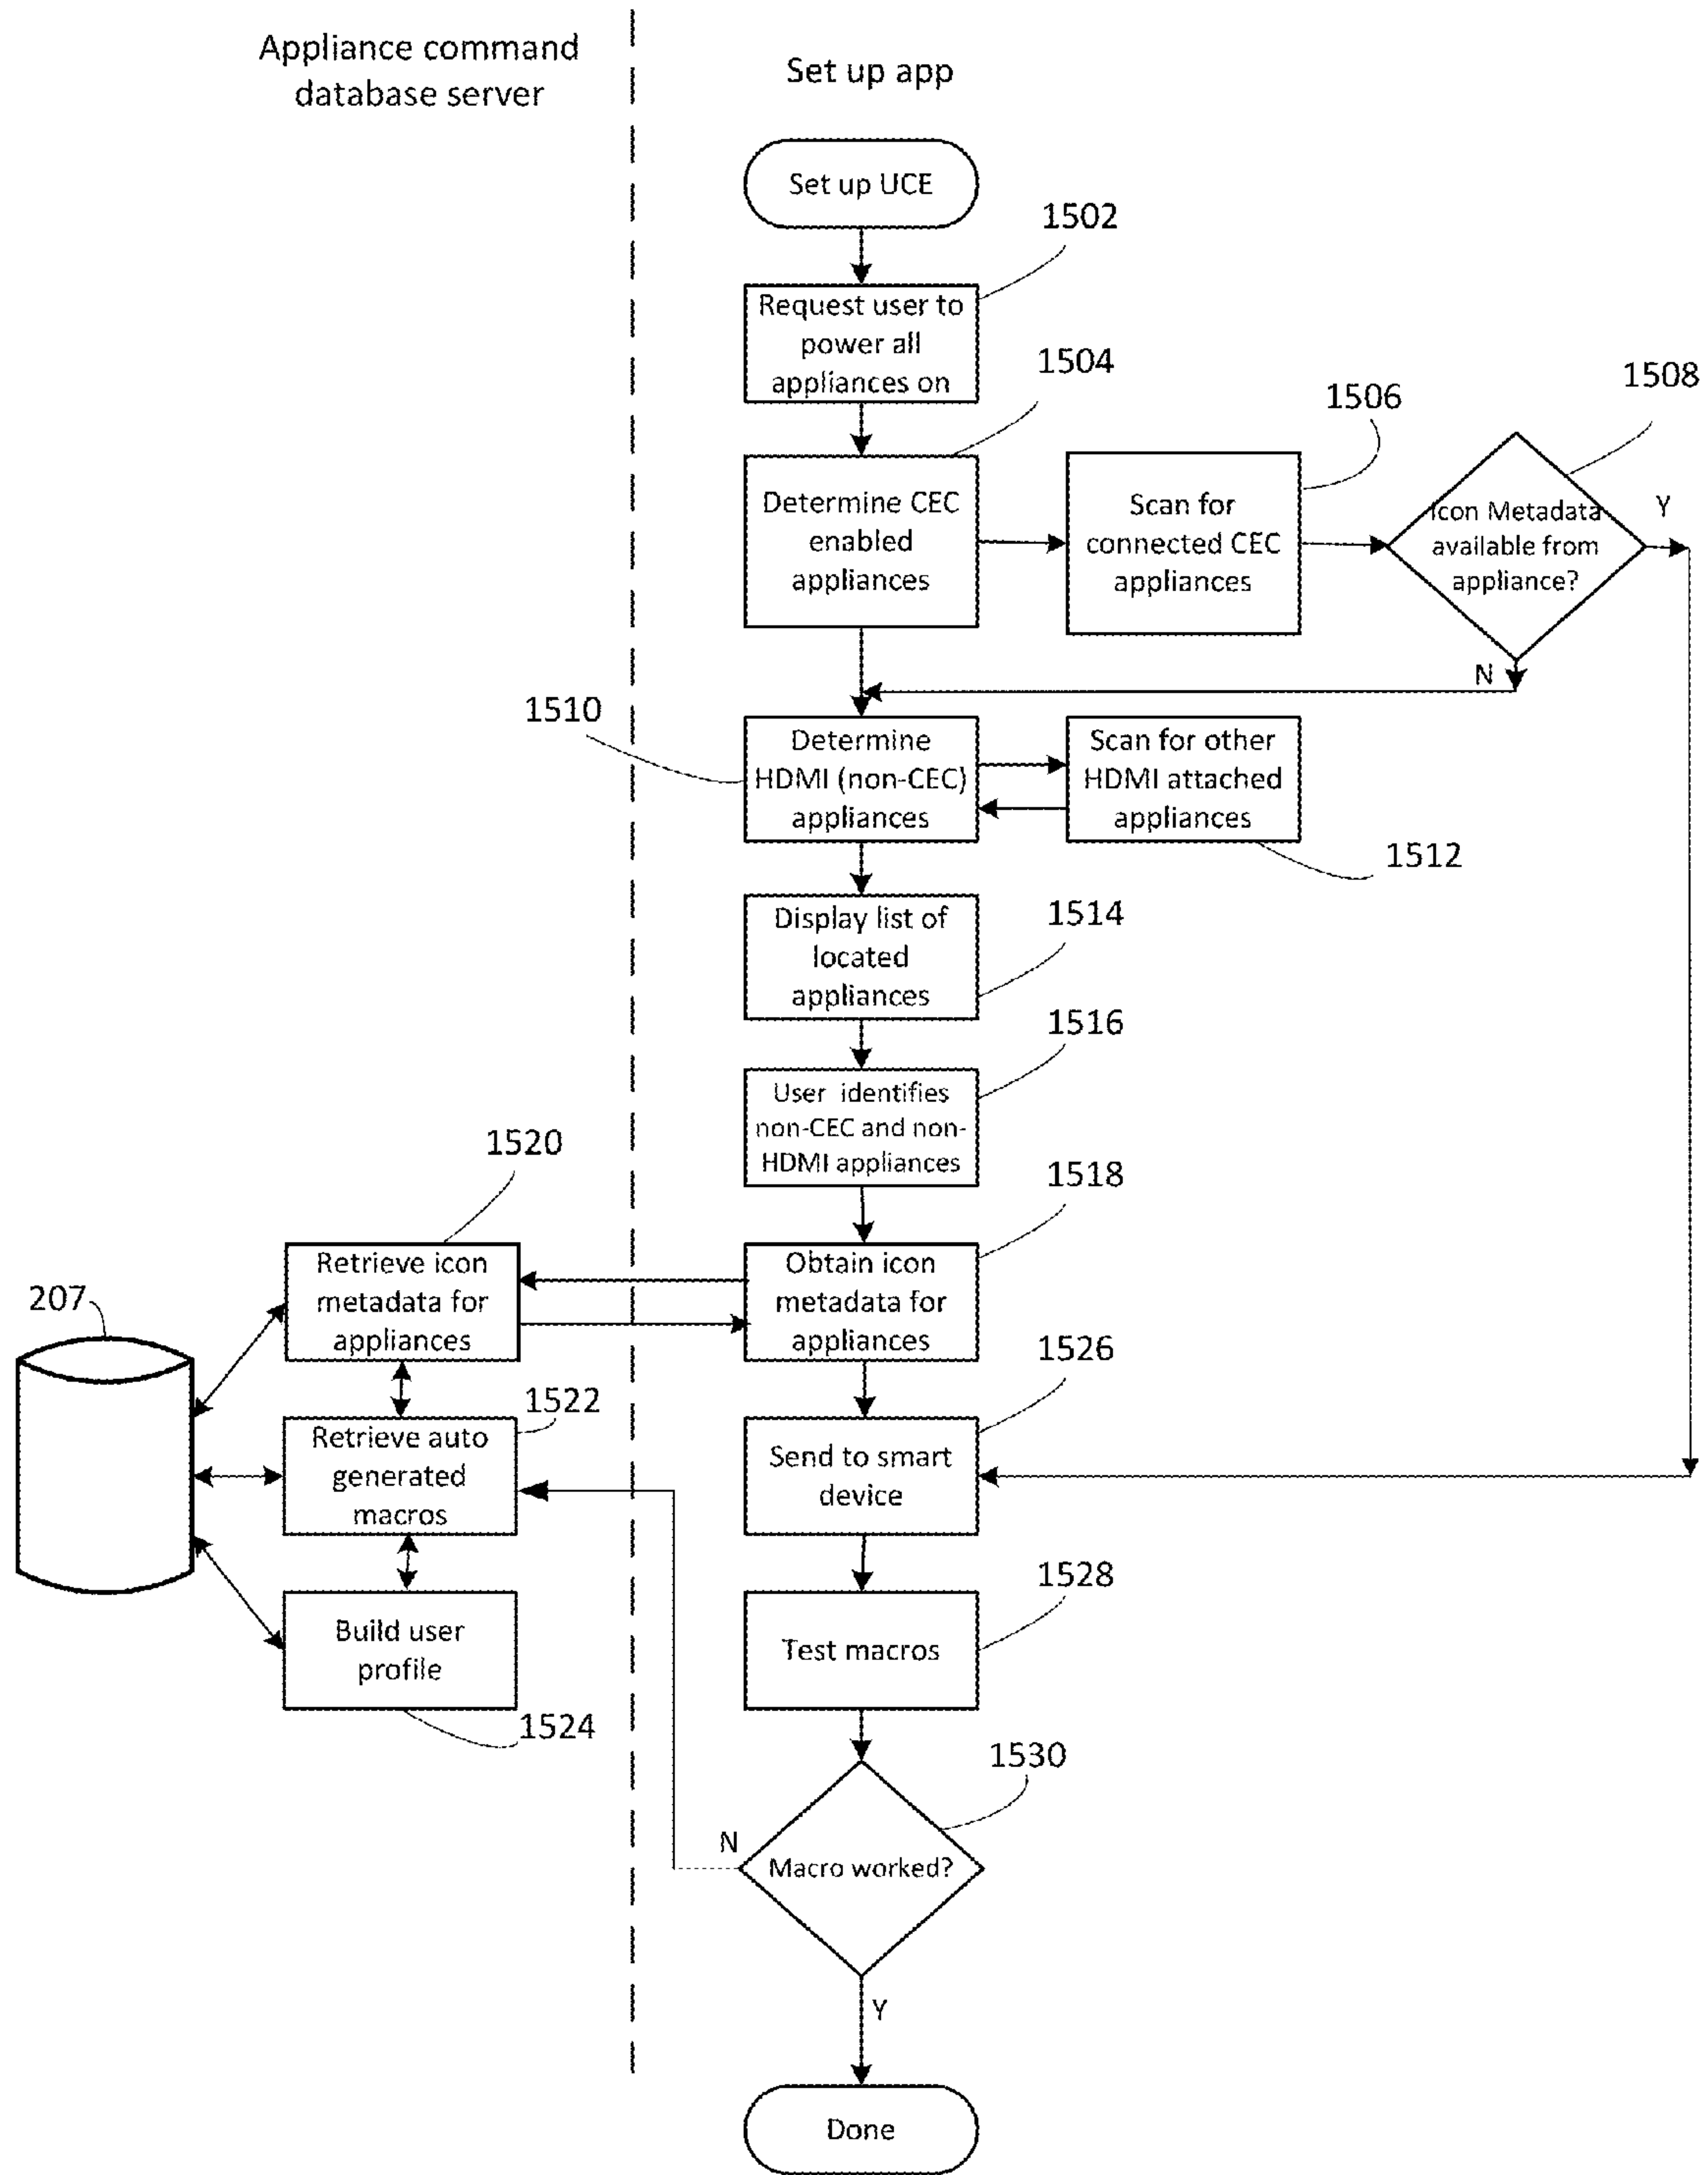 Appliance command
database server
Set up app
Set up UCE
1502
Request user to
power all
appliances on
1504
Determine CEC
enabled
appliances
1506
Scan for
connected CEC
appliances
1508
Icon Metadata
available from
appliance?
Y
N
1510
Determine
HDMI (non-CEC)
appliances
Scan for other
HDMI attached
appliances
1512
Display list of
located
appliances
1514
User identifies
non-CEC and non-
HDMI appliances
1516
1520
Retrieve icon
metadata for
appliances
1518
Obtain icon
metadata for
appliances
207
1522
Retrieve auto
generated
macros
1526
Send to smart
device
Build user
profile
1524
1528
Test macros
1530
Macro worked?
N
Y
Done